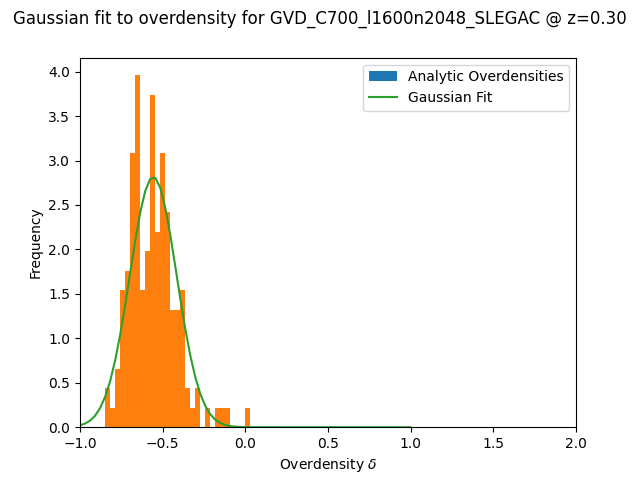 Gaussian fit to overdensity for GVD_C700_l1600n2048_SLEGAC @ z=0.30
Analytic Overdensities
Gaussian Fit
4.0
3.5
3.0
2.5
2.0
1.5
1.0
0.5
0.0
Frequency
−1.0 −0.5 0.0 0.5 1.0 1.5 2.0
Overdensity δ